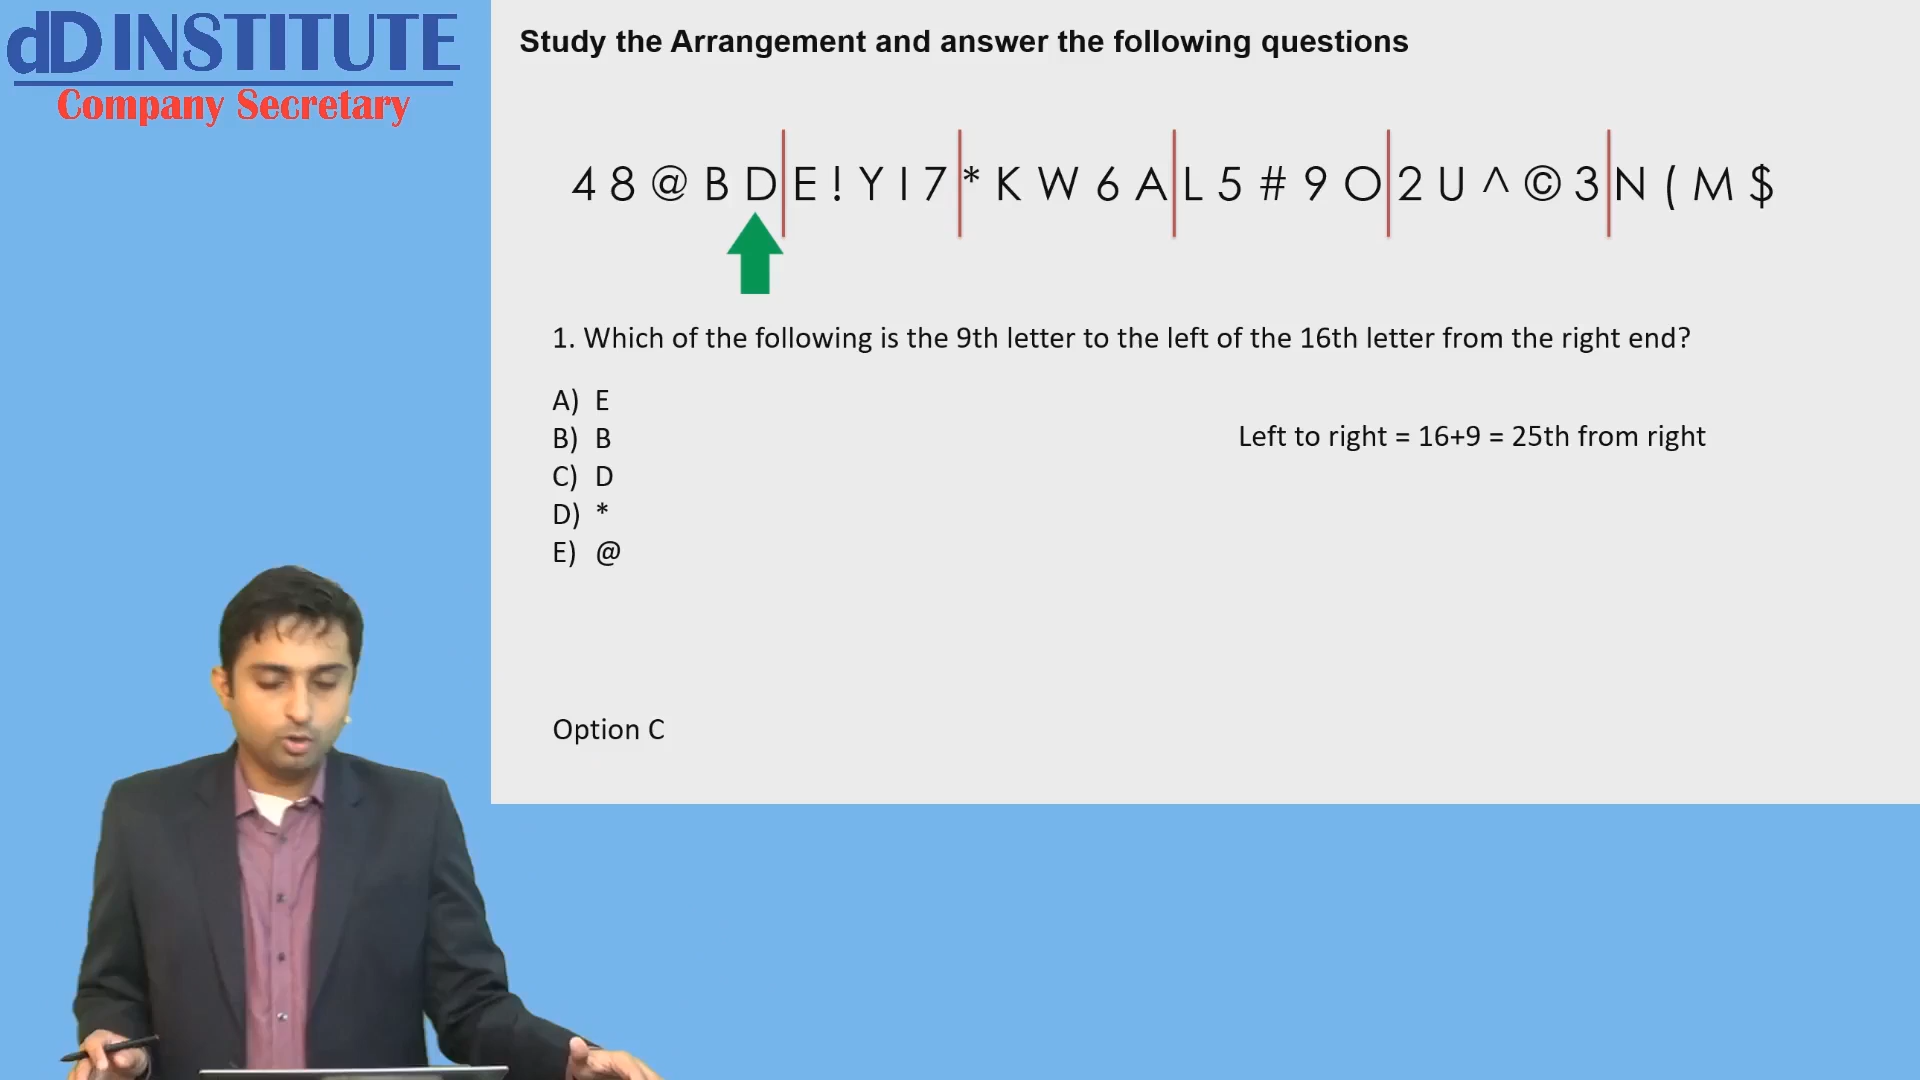 dD INSTITUTE
Company Secretary
Study the Arrangement and answer the following questions
4 8 @ B D E ! Y I 7 * K W 6 A L 5 # 9 O 2 U ^ © 3 N ( M $
1. Which of the following is the 9th letter to the left of the 16th letter from the right end?
A) E
B) B
C) D
D) *
E) @
Left to right = 16+9 = 25th from right
Option C